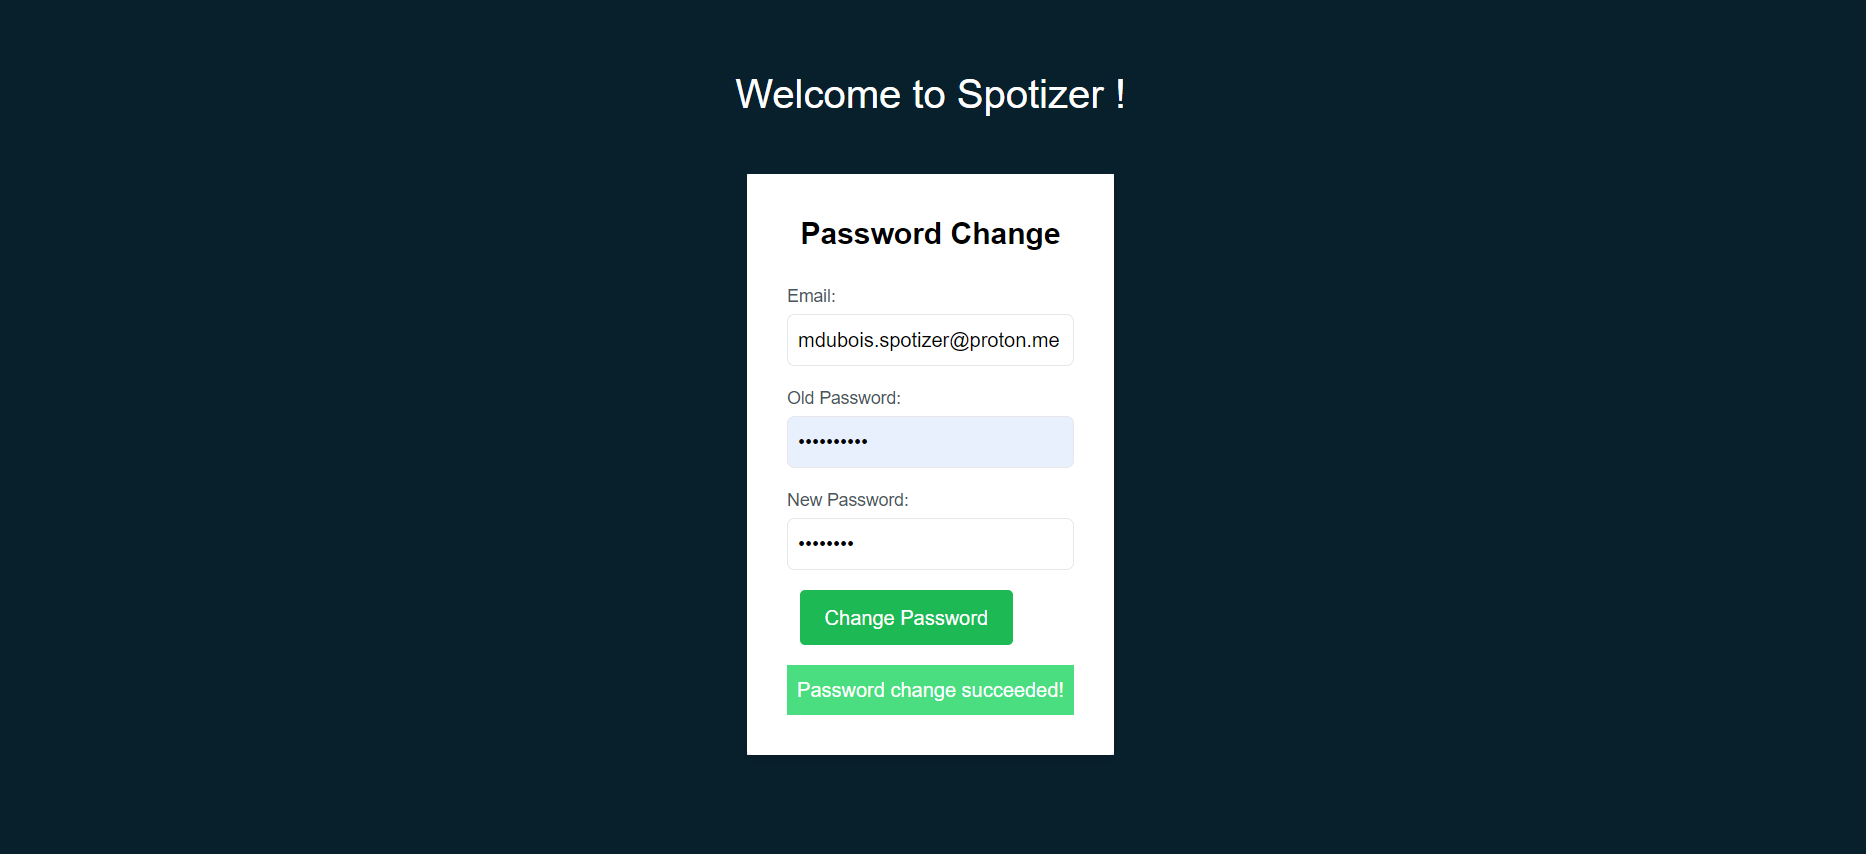 Welcome to Spotizer !
Password Change
Email:
mdubois.spotizer@proton.me
Old Password:
••••••••••
New Password:
••••••••
Change Password
Password change succeeded!